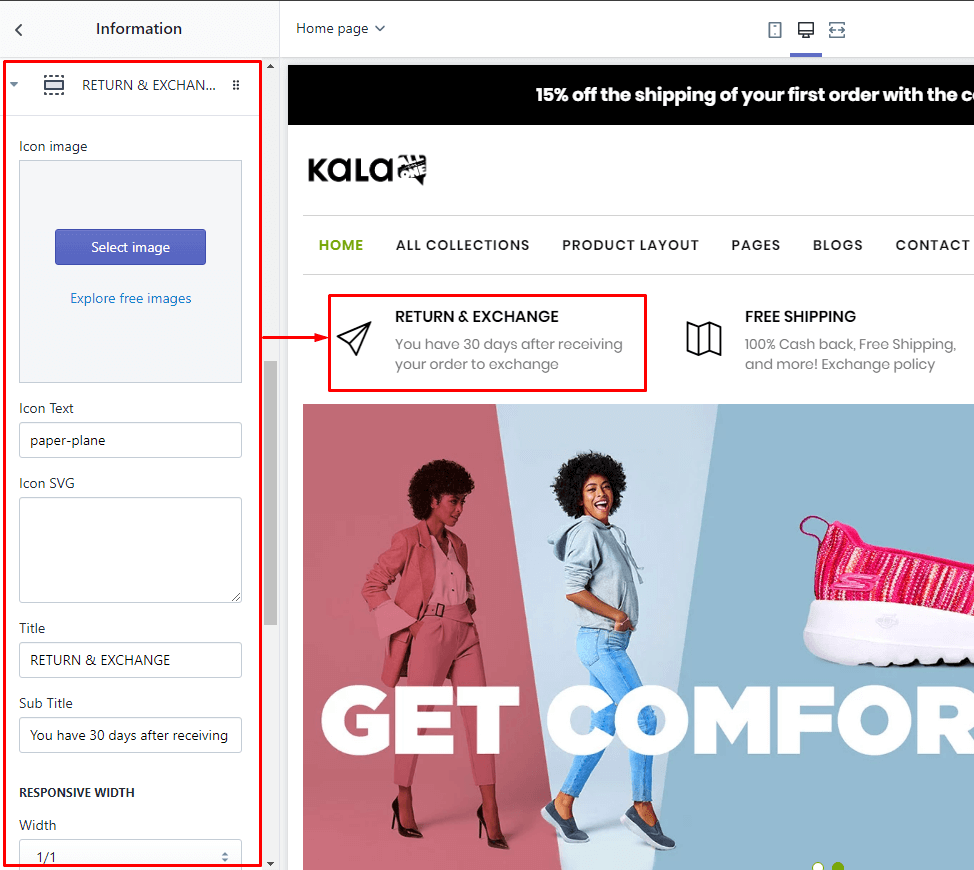 Information
Home page
RETURN & EXCHAN...
Icon image
Select image
Explore free images
Icon Text
paper-plane
Icon SVG
Title
RETURN & EXCHANGE
Sub Title
You have 30 days after receiving
RESPONSIVE WIDTH
Width
1/1
15% off the shipping of your first order with the
KALA ONE
HOME ALL COLLECTIONS PRODUCT LAYOUT PAGES BLOGS CONTACT
RETURN & EXCHANGE
You have 30 days after receiving
your order to exchange
FREE SHIPPING
100% Cash back, Free Shipping,
and more! Exchange policy
GET COMFOR